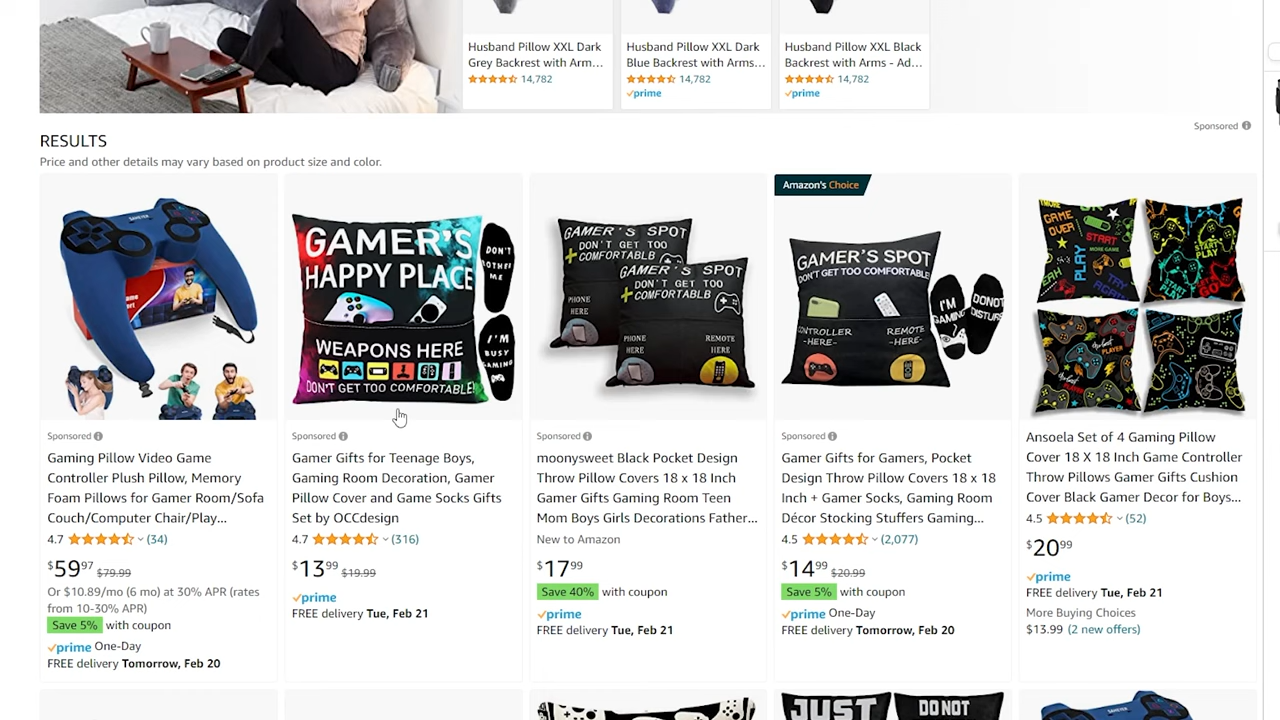 Husband Pillow XXL Dark
Grey Backrest with Arm...
14,782
Husband Pillow XXL Dark
Blue Backrest with Arms...
14,782
prime
Husband Pillow XXL Black
Backrest with Arms - Ad...
14,782
prime
Sponsored
RESULTS
Price and other details may vary based on product size and color.
GAMER'S
HAPPY PLACE
WEAPONS HERE
DON'T GET TOO COMFORTABLE!
DON'T
I'M
BUSY
GAMING
GAMER'S SPOT
DON'T GET TOO
COMFORTABLE
PHONE
HERE
GAMER'S SPOT
DON'T GET TOO
COMFORTABLE
PHONE
HERE
REMOTE
HERE
Amazon's Choice
GAMER'S SPOT
DON'T GET TOO COMFORTABLE
CONTROLLER
-HERE-
REMOTE
-HERE-
I'M
GAMING
DO NOT
DISTURB
GAME
OVER
START
PLAY
Sponsored
Gaming Pillow Video Game
Controller Plush Pillow, Memory
Foam Pillows for Gamer Room/Sofa
Couch/Computer Chair/Play...
4.7 (34)
$59.97 $79.99
Or $10.89/mo (6 mo) at 30% APR (rates
from 10-30% APR)
Save 5% with coupon
prime One-Day
FREE delivery Tomorrow, Feb 20
Sponsored
Gamer Gifts for Teenage Boys,
Gaming Room Decoration, Gamer
Pillow Cover and Game Socks Gifts
Set by OCCdesign
4.7 (316)
$13.99 $19.99
prime
FREE delivery Tue, Feb 21
Sponsored
moonysweet Black Pocket Design
Throw Pillow Covers 18 x 18 Inch
Gamer Gifts Gaming Room Teen
Mom Boys Girls Decorations Father...
New to Amazon
$17.99
Save 40% with coupon
prime
FREE delivery Tue, Feb 21
Sponsored
Gamer Gifts for Gamers, Pocket
Design Throw Pillow Covers 18 x 18
Inch + Gamer Socks, Gaming Room
Décor Stocking Stuffers Gaming...
4.5 (2,077)
$14.99 $20.99
Save 5% with coupon
prime One-Day
FREE delivery Tomorrow, Feb 20
Ansoela Set of 4 Gaming Pillow
Cover 18 X 18 Inch Game Controller
Throw Pillows Gamer Gifts Cushion
Cover Black Gamer Decor for Boys...
4.5 (52)
$20.99
prime
FREE delivery Tue, Feb 21
More Buying Choices
$13.99 (2 new offers)
JUST
DO NOT